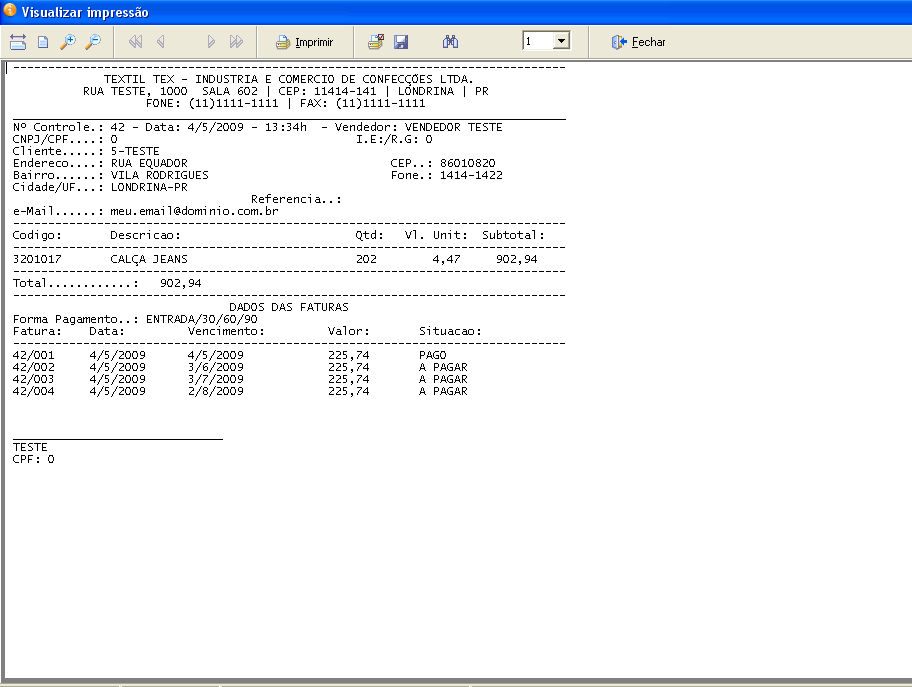 Visualizar impressão
Imprimir 1 Fechar
------------------------------------------------------------------------------
TEXTIL TEX - INDUSTRIA E COMERCIO DE CONFECÇÕES LTDA.
RUA TESTE, 1000  SALA 602 | CEP: 11414-141 | LONDRINA | PR
FONE: (11)1111-1111 | FAX: (11)1111-1111
______________________________________________________________________________
Nº Controle.: 42 - Data: 4/5/2009 - 13:34h  - Vendedor: VENDEDOR TESTE
CNPJ/CPF....: 0 I.E:/R.G: 0
Cliente.....: 5-TESTE
Endereco....: RUA EQUADOR CEP..: 86010820
Bairro......: VILA RODRIGUES Fone.: 1414-1422
Cidade/UF...: LONDRINA-PR
Referencia..:
e-Mail......: meu.email@dominio.com.br
------------------------------------------------------------------------------
Codigo: Descricao: Qtd: Vl. Unit: Subtotal:
------------------------------------------------------------------------------
3201017 CALÇA JEANS 202 4,47 902,94
------------------------------------------------------------------------------
Total............: 902,94
------------------------------------------------------------------------------
DADOS DAS FATURAS
Forma Pagamento..: ENTRADA/30/60/90
Fatura: Data: Vencimento: Valor: Situacao:
------------------------------------------------------------------------------
42/001 4/5/2009 4/5/2009 225,74 PAGO
42/002 4/5/2009 3/6/2009 225,74 A PAGAR
42/003 4/5/2009 3/7/2009 225,74 A PAGAR
42/004 4/5/2009 2/8/2009 225,74 A PAGAR
______________________________
TESTE
CPF: 0